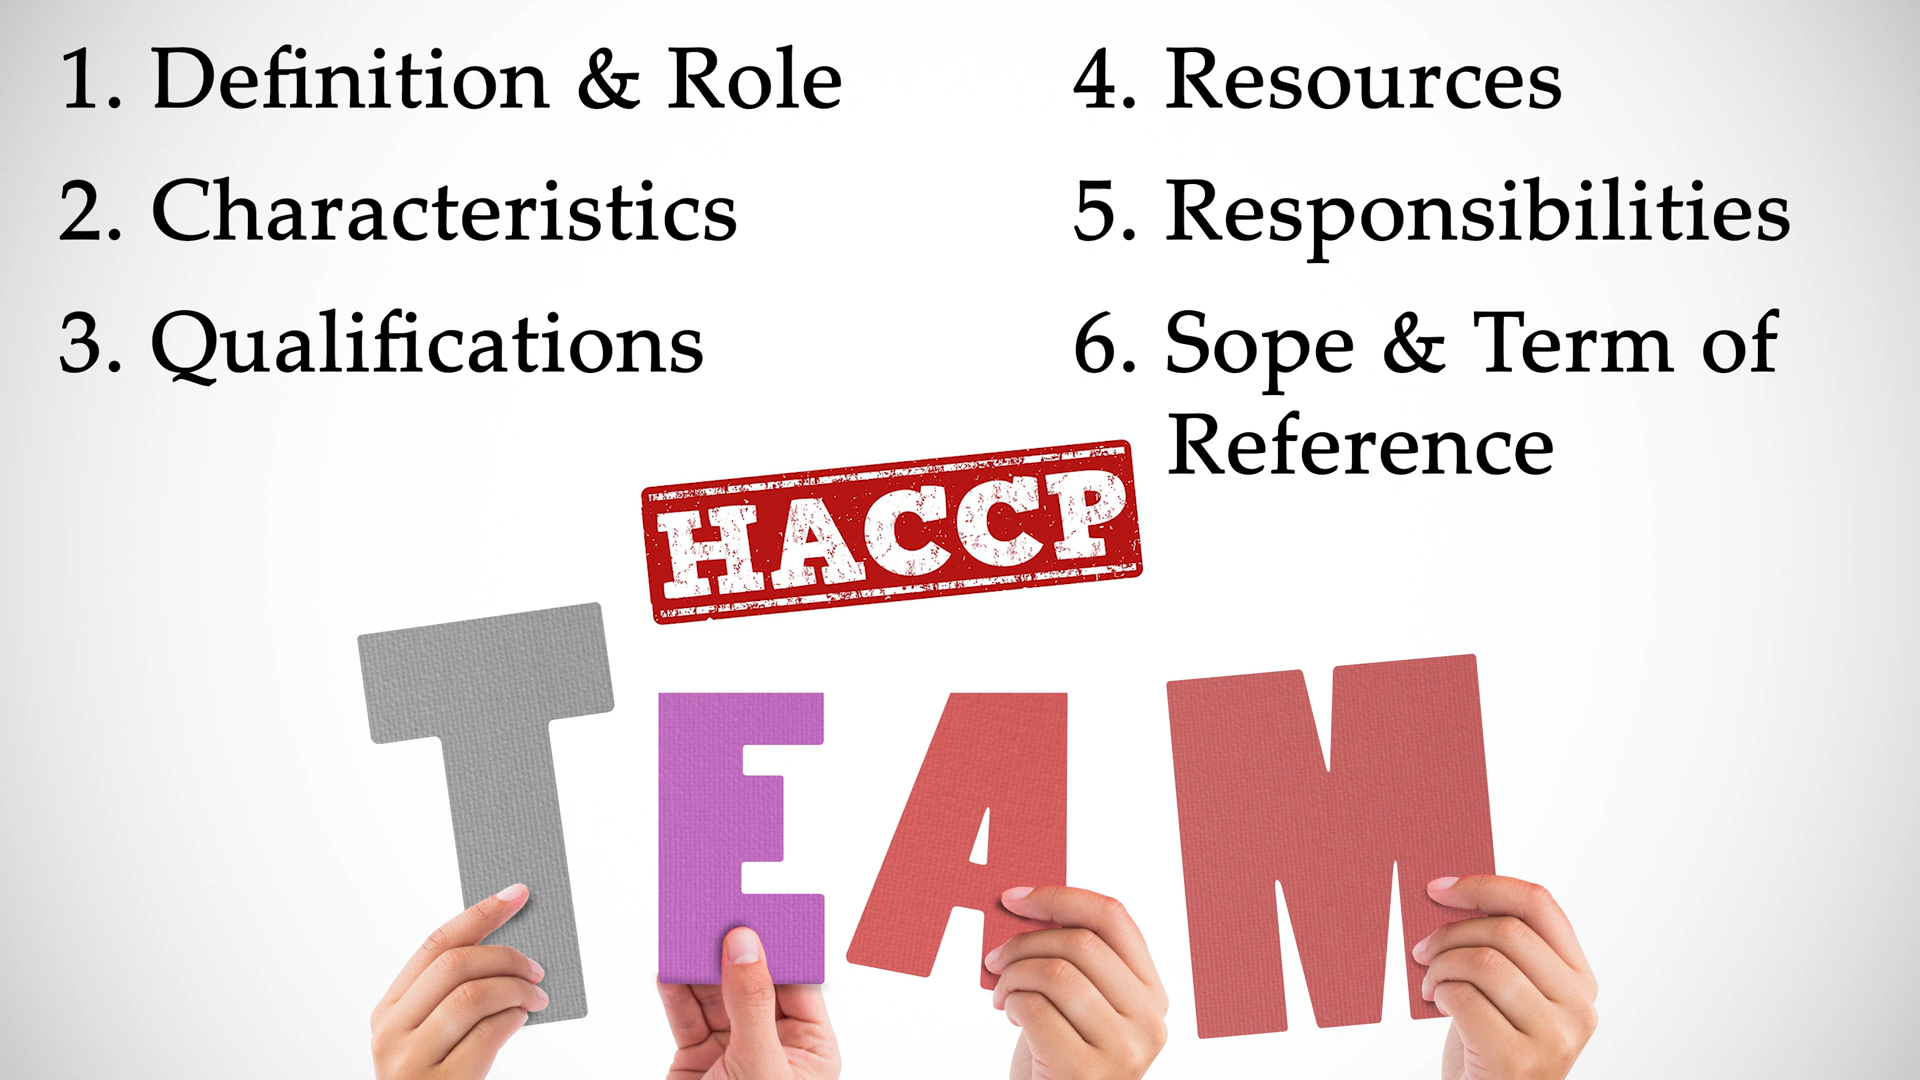 1. Definition & Role
2. Characteristics
3. Qualifications
4. Resources
5. Responsibilities
6. Sope & Term of
Reference
HACCP
TEAM